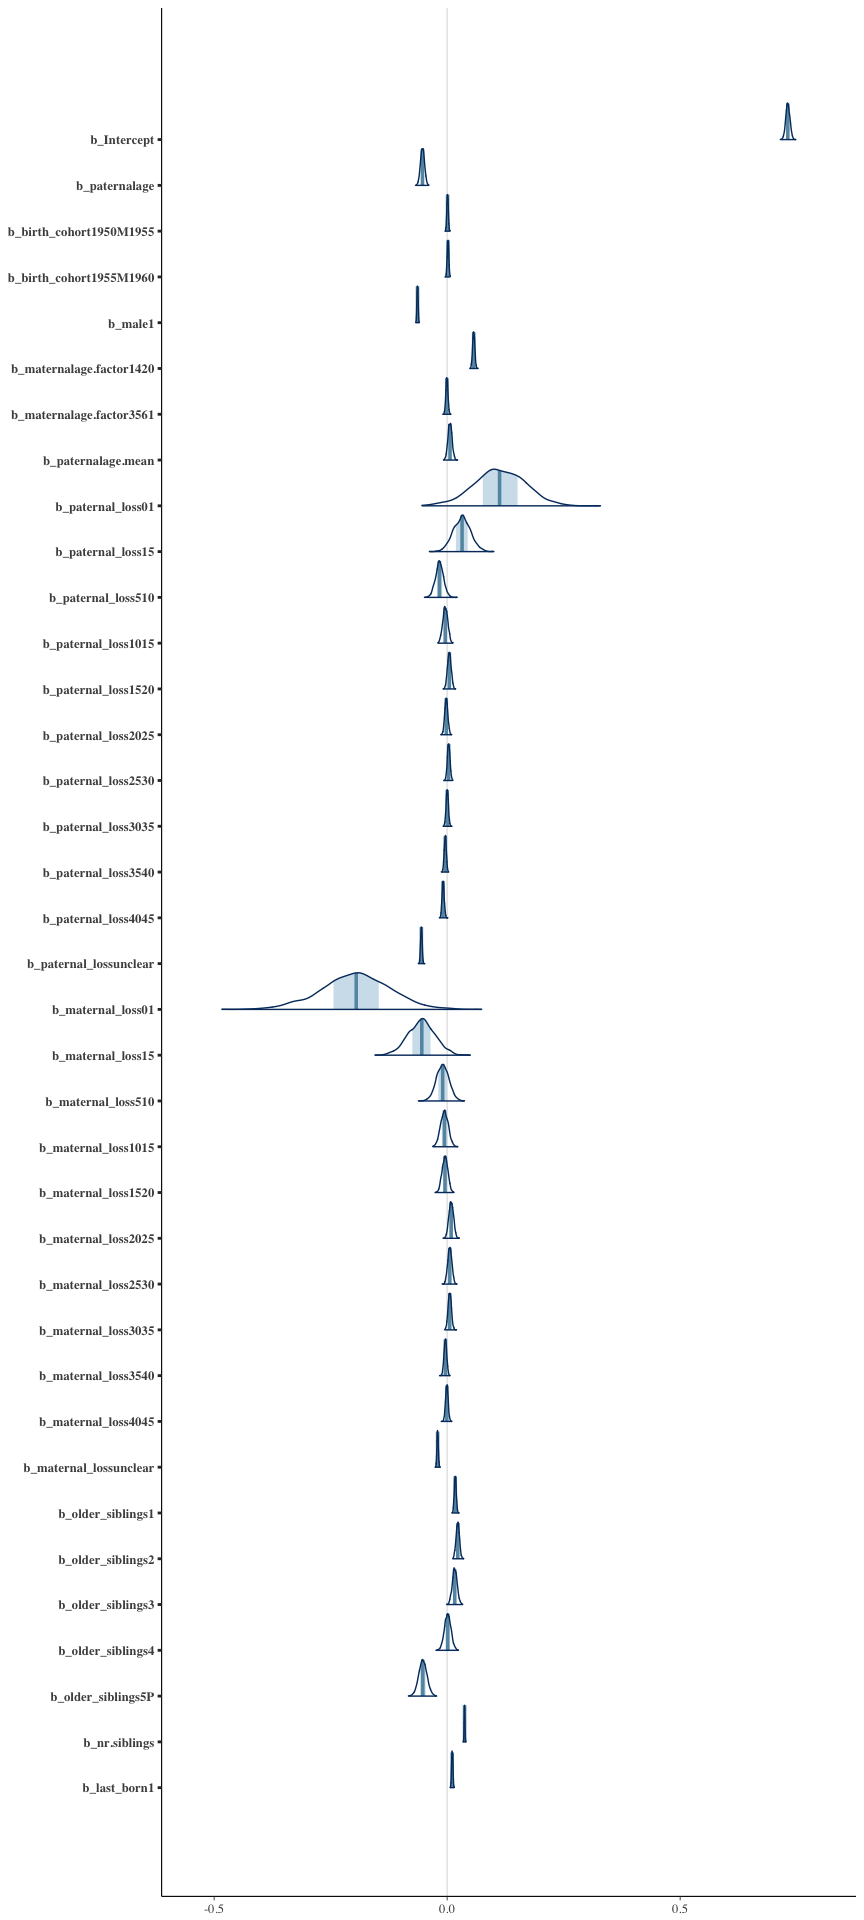 b_Intercept
b_paternalage
b_birth_cohort1950M1955
b_birth_cohort1955M1960
b_male1
b_maternalage.factor1420
b_maternalage.factor3561
b_paternalage.mean
b_paternal_loss01
b_paternal_loss15
b_paternal_loss510
b_paternal_loss1015
b_paternal_loss1520
b_paternal_loss2025
b_paternal_loss2530
b_paternal_loss3035
b_paternal_loss3540
b_paternal_loss4045
b_paternal_lossunclear
b_maternal_loss01
b_maternal_loss15
b_maternal_loss510
b_maternal_loss1015
b_maternal_loss1520
b_maternal_loss2025
b_maternal_loss2530
b_maternal_loss3035
b_maternal_loss3540
b_maternal_loss4045
b_maternal_lossunclear
b_older_siblings1
b_older_siblings2
b_older_siblings3
b_older_siblings4
b_older_siblings5P
b_nr.siblings
b_last_born1
-0.5 0.0 0.5